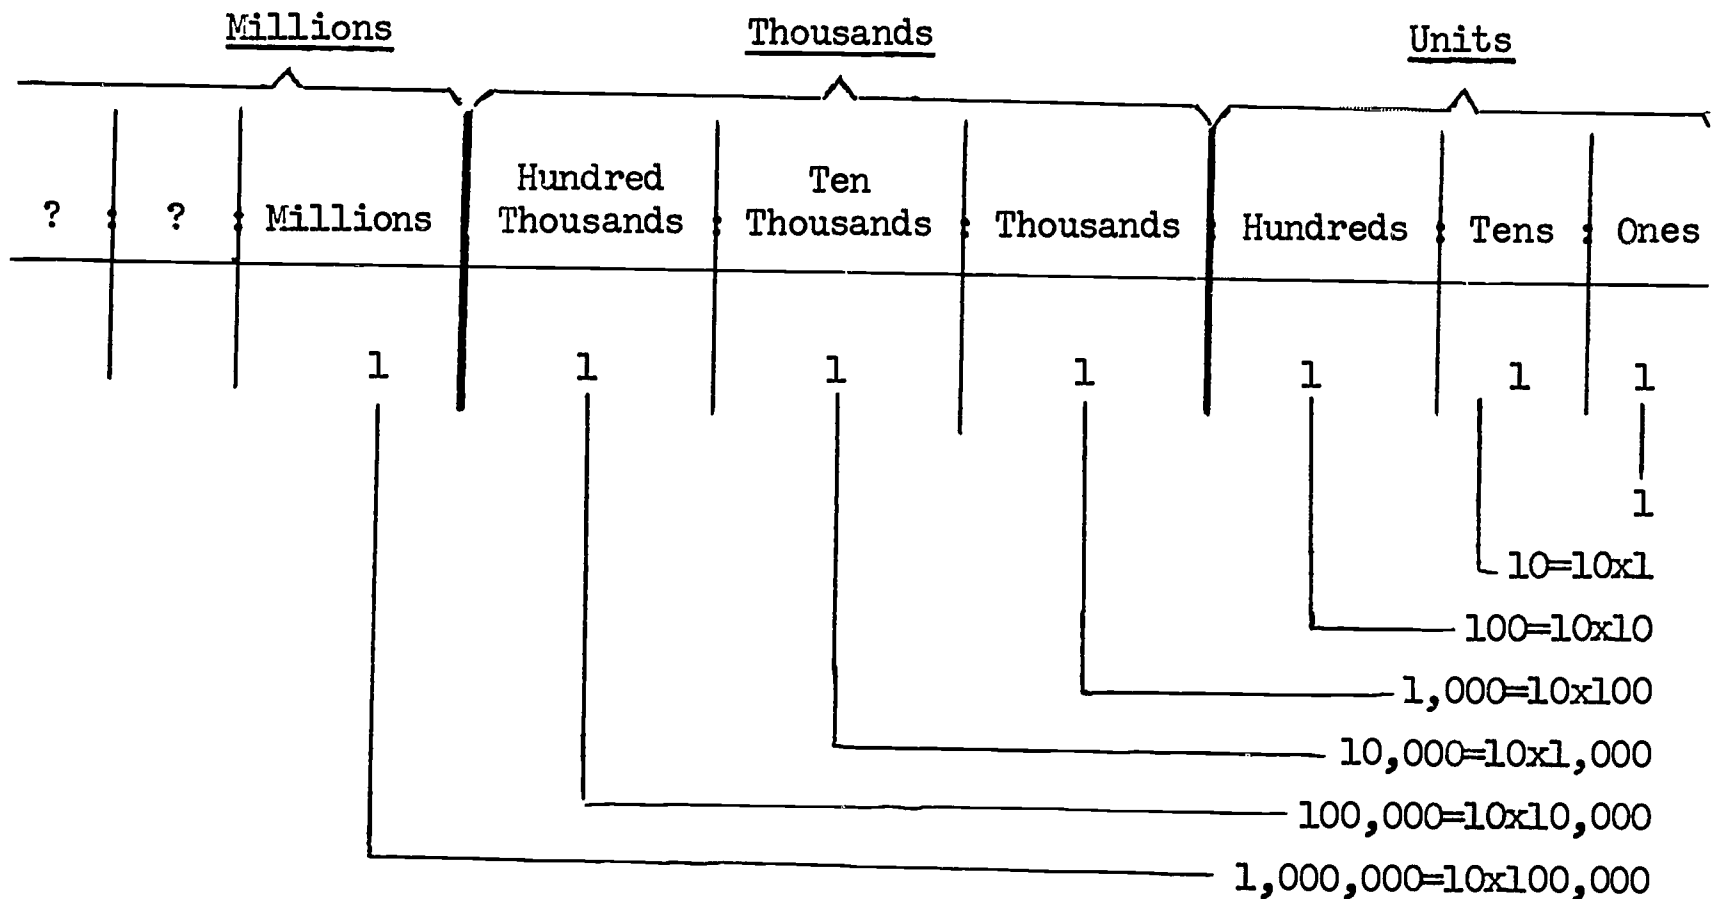 Millions Thousands Units
? ? Millions Hundred Thousands Ten Thousands Thousands Hundreds Tens Ones
1 1 1 1 1 1 1
1
10=10x1
100=10x10
1,000=10x100
10,000=10x1,000
100,000=10x10,000
1,000,000=10x100,000